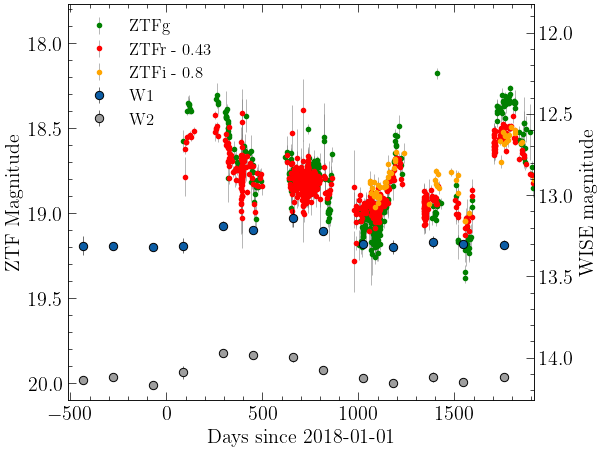 ZTFg
ZTFr - 0.43
ZTFi - 0.8
W1
W2
ZTF Magnitude
18.0
18.5
19.0
19.5
20.0
12.0
12.5
13.0
13.5
14.0
WISE magnitude
−500 0 500 1000 1500
Days since 2018-01-01